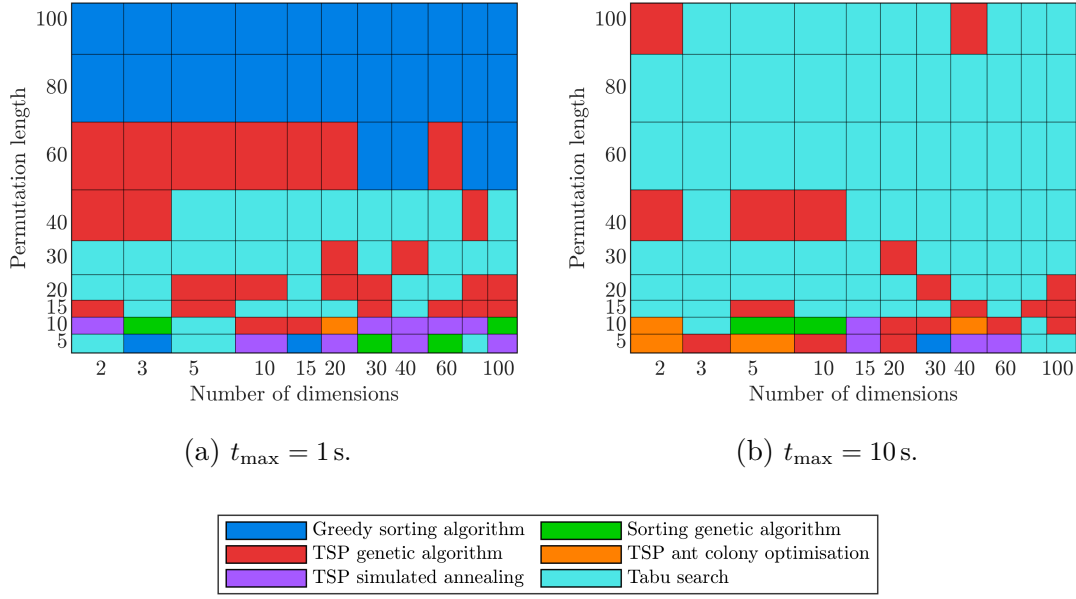 100
80
60
40
30
20
15
10
5
Permutation length
2 3 5 10 15 20 30 40 60 100
Number of dimensions
(a) t_max = 1 s.
100
80
60
40
30
20
15
10
5
Permutation length
2 3 5 10 15 20 30 40 60 100
Number of dimensions
(b) t_max = 10 s.
Greedy sorting algorithm
TSP genetic algorithm
TSP simulated annealing
Sorting genetic algorithm
TSP ant colony optimisation
Tabu search